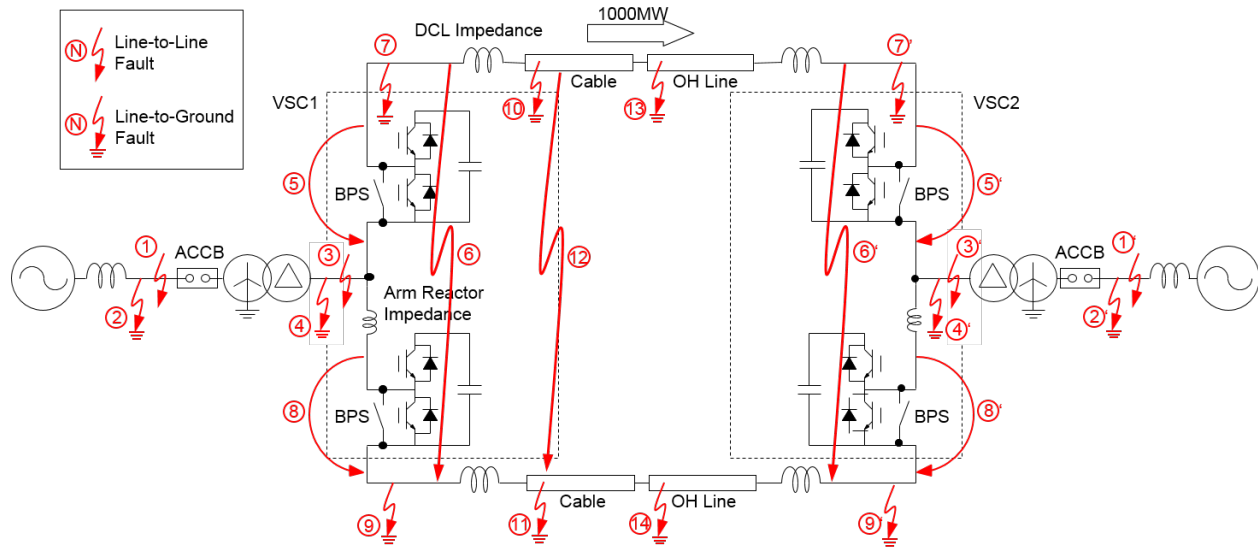 1000MW
DCL Impedance
N
Line-to-Line
Fault
N
Line-to-Ground
Fault
7
7'
Cable
OH Line
10
13
VSC1
VSC2
5
BPS
BPS
5'
6
12
6'
1
ACCB
3
3'
ACCB
1'
2
4
Arm Reactor
Impedance
4'
2'
8
BPS
BPS
8'
9
11
Cable
14
OH Line
9'